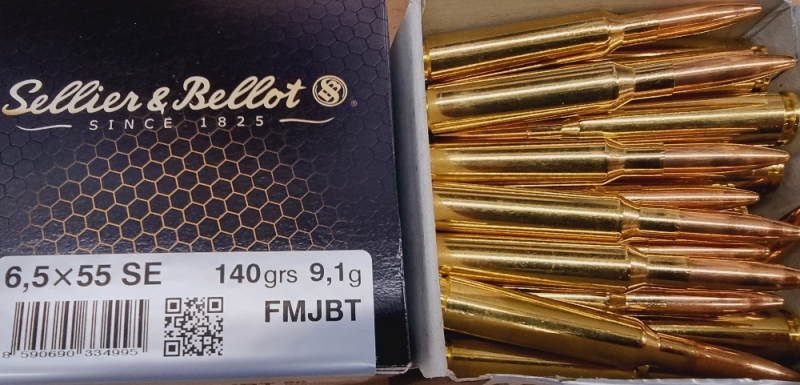 Sellier & Bellot
SINCE 1825
6,5×55 SE 140grs 9,1g
FMJBT
8 590690 334995